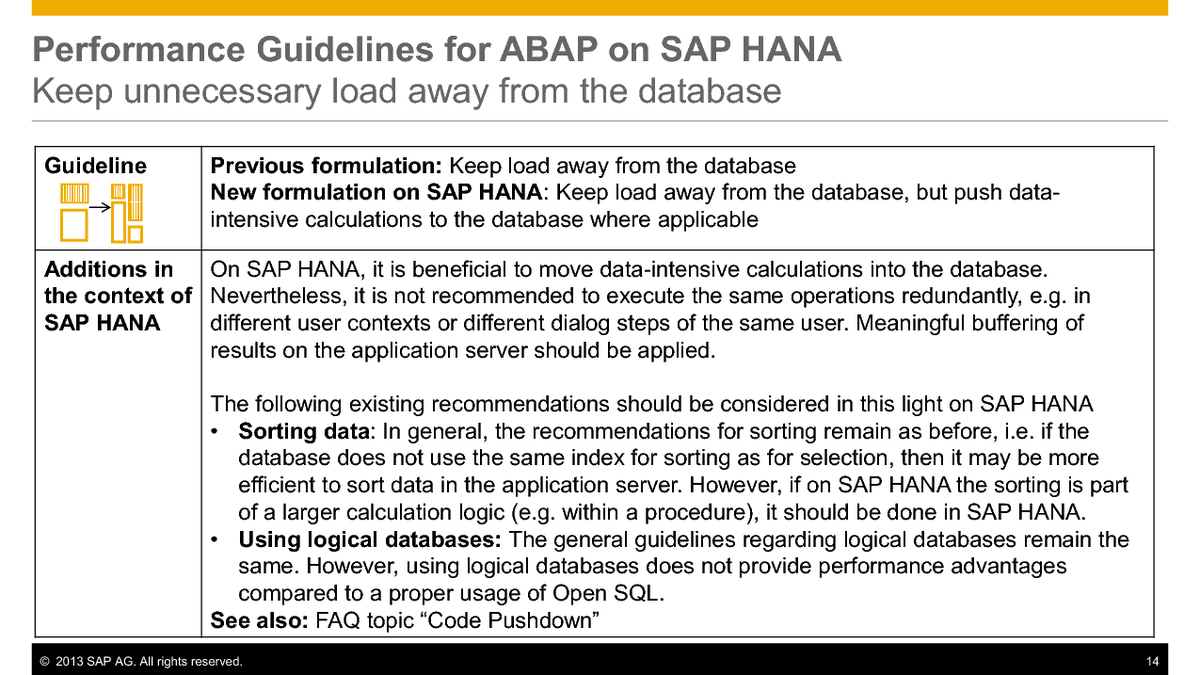 Performance Guidelines for ABAP on SAP HANA
Keep unnecessary load away from the database
Guideline
Previous formulation: Keep load away from the database
New formulation on SAP HANA: Keep load away from the database, but push data-
intensive calculations to the database where applicable
Additions in
the context of
SAP HANA
On SAP HANA, it is beneficial to move data-intensive calculations into the database.
Nevertheless, it is not recommended to execute the same operations redundantly, e.g. in
different user contexts or different dialog steps of the same user. Meaningful buffering of
results on the application server should be applied.
The following existing recommendations should be considered in this light on SAP HANA
• Sorting data: In general, the recommendations for sorting remain as before, i.e. if the
database does not use the same index for sorting as for selection, then it may be more
efficient to sort data in the application server. However, if on SAP HANA the sorting is part
of a larger calculation logic (e.g. within a procedure), it should be done in SAP HANA.
• Using logical databases: The general guidelines regarding logical databases remain the
same. However, using logical databases does not provide performance advantages
compared to a proper usage of Open SQL.
See also: FAQ topic “Code Pushdown”
© 2013 SAP AG. All rights reserved.
14